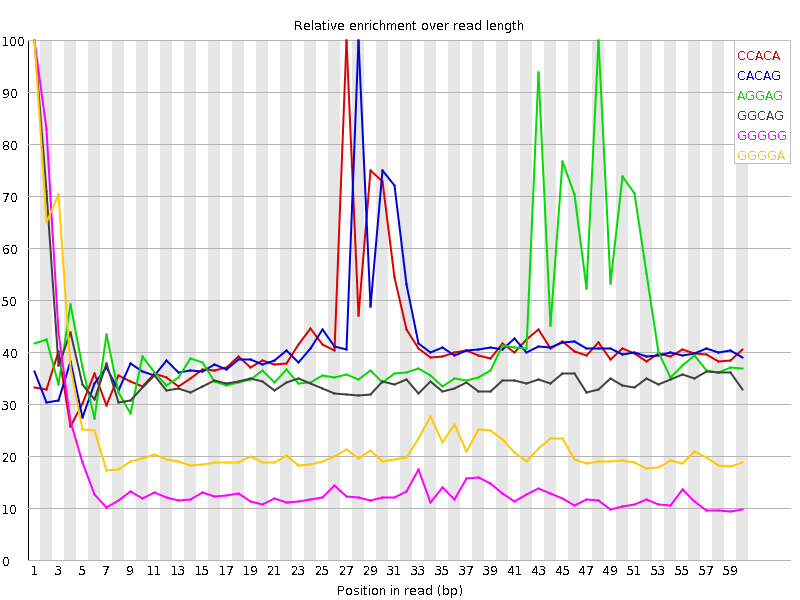 Relative enrichment over read length
100
90
80
70
60
50
40
30
20
10
0
CCACA
CACAG
AGGAG
GGCAG
GGGGG
GGGGA
1 3 5 7 9 11 13 15 17 19 21 23 25 27 29 31 33 35 37 39 41 43 45 47 49 51 53 55 57 59
Position in read (bp)